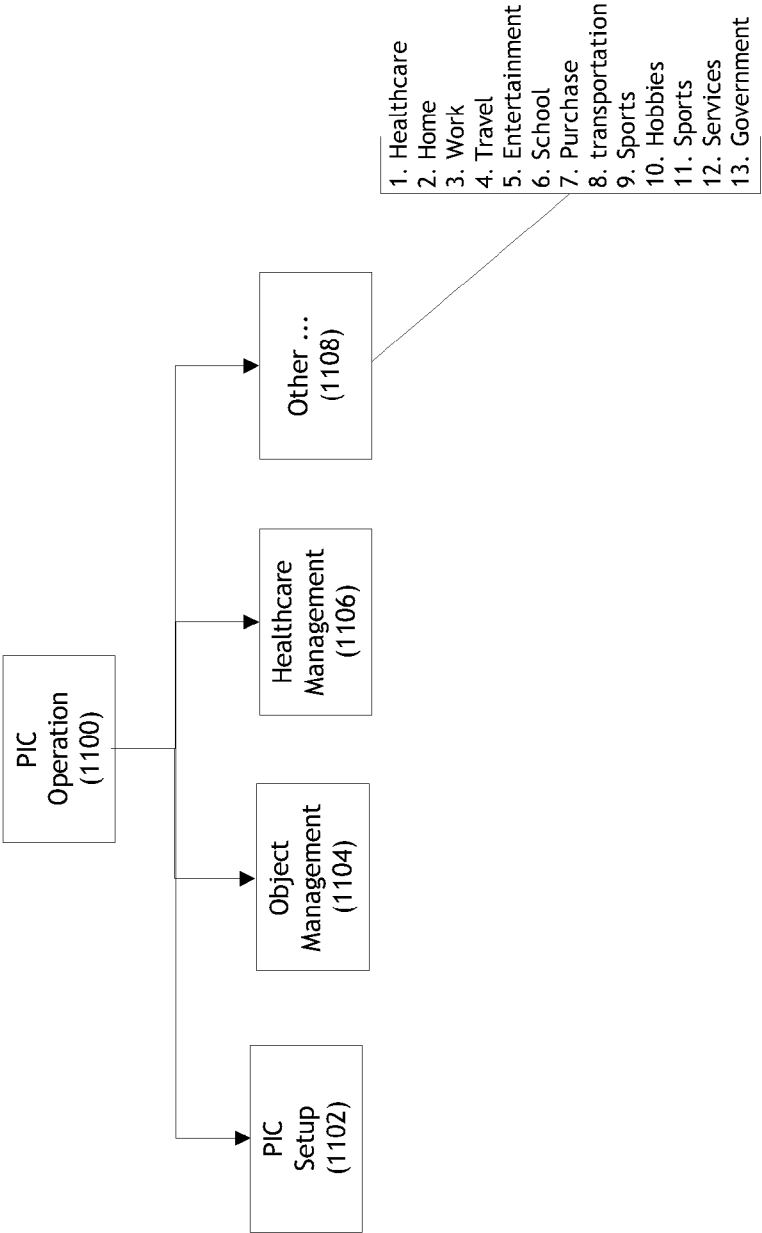 PIC
Operation
(1100)
PIC
Setup
(1102)
Object
Management
(1104)
Healthcare
Management
(1106)
Other ...
(1108)
1. Healthcare
2. Home
3. Work
4. Travel
5. Entertainment
6. School
7. Purchase
8. transportation
9. Sports
10. Hobbies
11. Sports
12. Services
13. Government